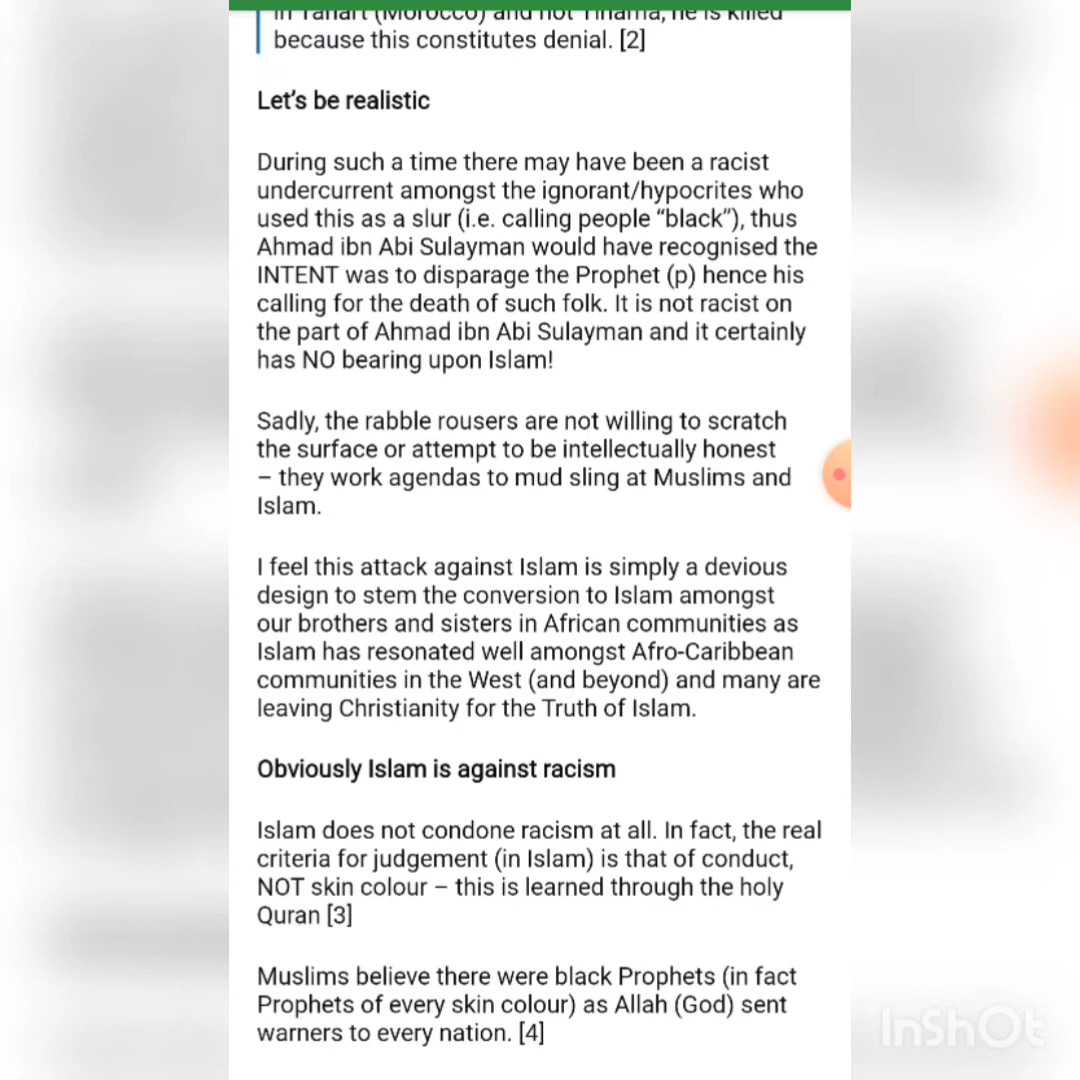 in Tahart (Morocco) and not Tihama, he is killed
because this constitutes denial. [2]
Let's be realistic
During such a time there may have been a racist
undercurrent amongst the ignorant/hypocrites who
used this as a slur (i.e. calling people “black”), thus
Ahmad ibn Abi Sulayman would have recognised the
INTENT was to disparage the Prophet (p) hence his
calling for the death of such folk. It is not racist on
the part of Ahmad ibn Abi Sulayman and it certainly
has NO bearing upon Islam!
Sadly, the rabble rousers are not willing to scratch
the surface or attempt to be intellectually honest
– they work agendas to mud sling at Muslims and
Islam.
I feel this attack against Islam is simply a devious
design to stem the conversion to Islam amongst
our brothers and sisters in African communities as
Islam has resonated well amongst Afro-Caribbean
communities in the West (and beyond) and many are
leaving Christianity for the Truth of Islam.
Obviously Islam is against racism
Islam does not condone racism at all. In fact, the real
criteria for judgement (in Islam) is that of conduct,
NOT skin colour – this is learned through the holy
Quran [3]
Muslims believe there were black Prophets (in fact
Prophets of every skin colour) as Allah (God) sent
warners to every nation. [4]
InShOt